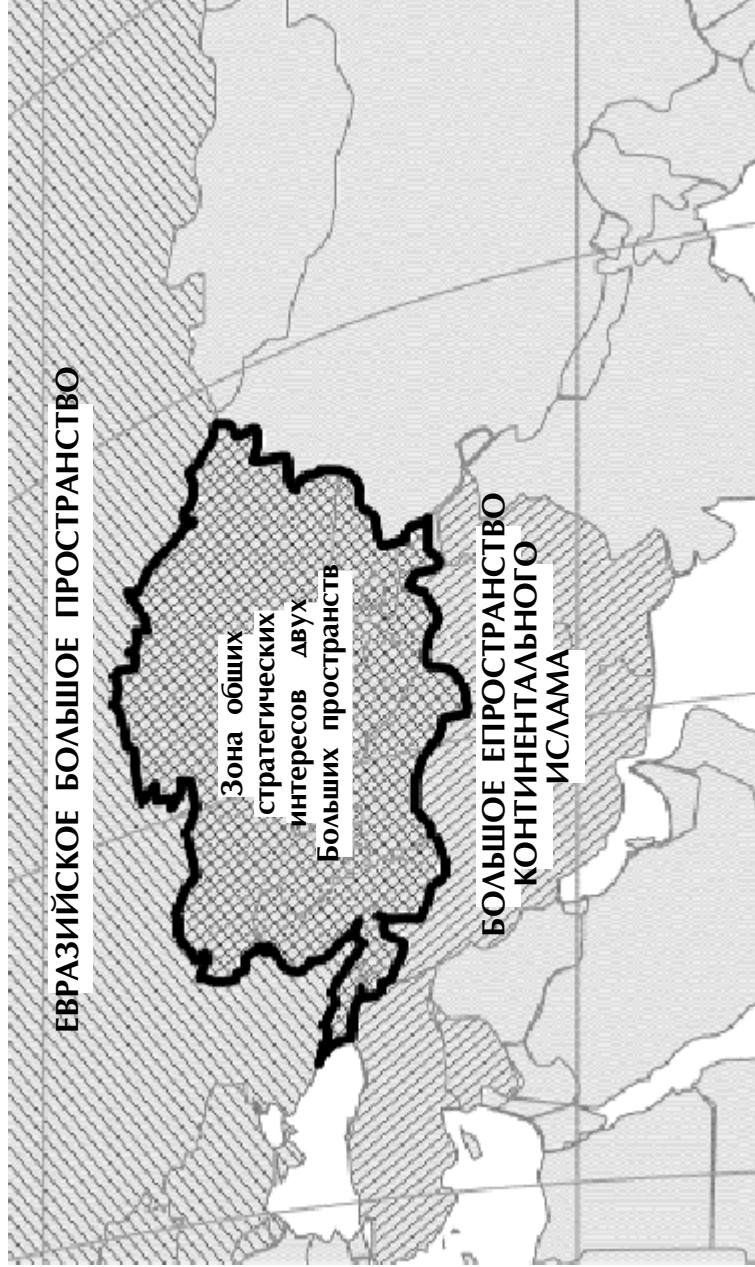 ЕВРАЗИЙСКОЕ БОЛЬШОЕ ПРОСТРАНСТВО
Зона общих
стратегических
интересов двух
Больших пространств
БОЛЬШОЕ ЕПРОСТРАНСТВО
КОНТИНЕНТАЛЬНОГО
ИСЛАМА